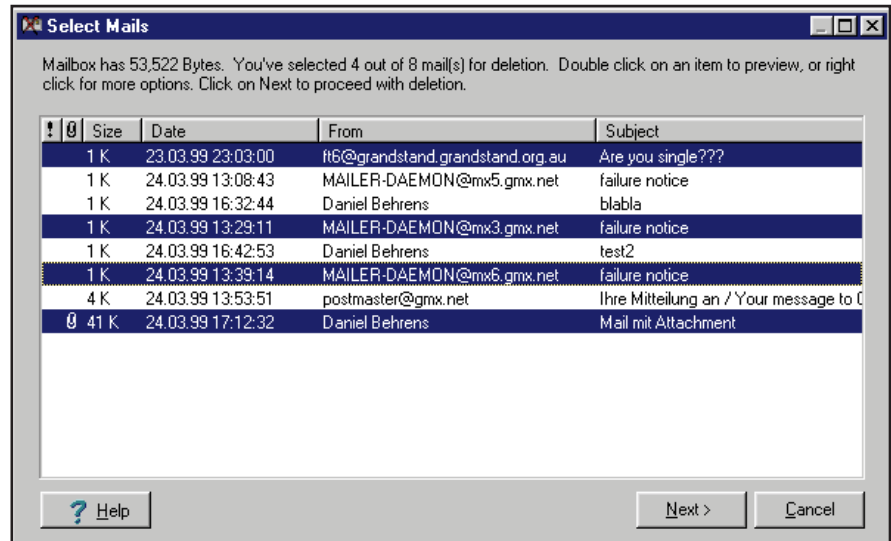 Select Mails
Mailbox has 53,522 Bytes. You've selected 4 out of 8 mail(s) for deletion. Double click on an item to preview, or right
click for more options. Click on Next to proceed with deletion.
! Size Date From Subject
1 K 23.03.99 23:03:00 ft6@grandstand.grandstand.org.au Are you single???
1 K 24.03.99 13:08:43 MAILER-DAEMON@mx5.gmx.net failure notice
1 K 24.03.99 16:32:44 Daniel Behrens blabla
1 K 24.03.99 13:29:11 MAILER-DAEMON@mx3.gmx.net failure notice
1 K 24.03.99 16:42:53 Daniel Behrens test2
1 K 24.03.99 13:39:14 MAILER-DAEMON@mx6.gmx.net failure notice
4 K 24.03.99 13:53:51 postmaster@gmx.net Ihre Mitteilung an / Your message to
41 K 24.03.99 17:12:32 Daniel Behrens Mail mit Attachment
? Help Next > Cancel